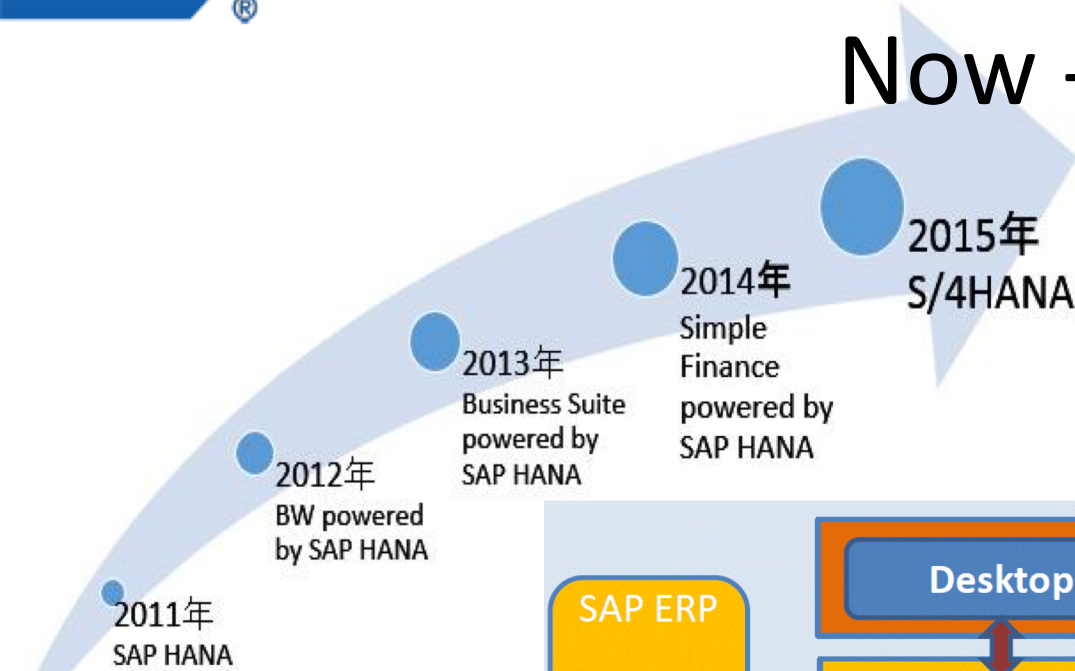 ®
Now -
2015年
S/4HANA
2014年
Simple
Finance
powered by
SAP HANA
2013年
Business Suite
powered by
SAP HANA
2012年
BW powered
by SAP HANA
2011年
SAP HANA
SAP ERP
Desktop